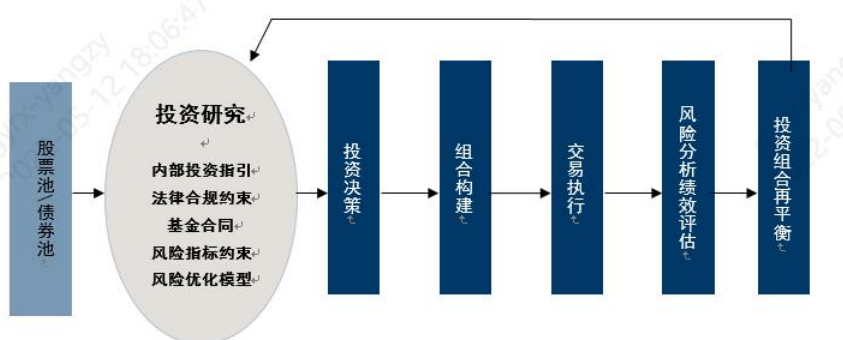 股票池\债券池
投资研究
内部投资指引
法律合规约束
基金合同
风险指标约束
风险优化模型
投资决策
组合构建
交易执行
风险分析绩效评估
投资组合再平衡